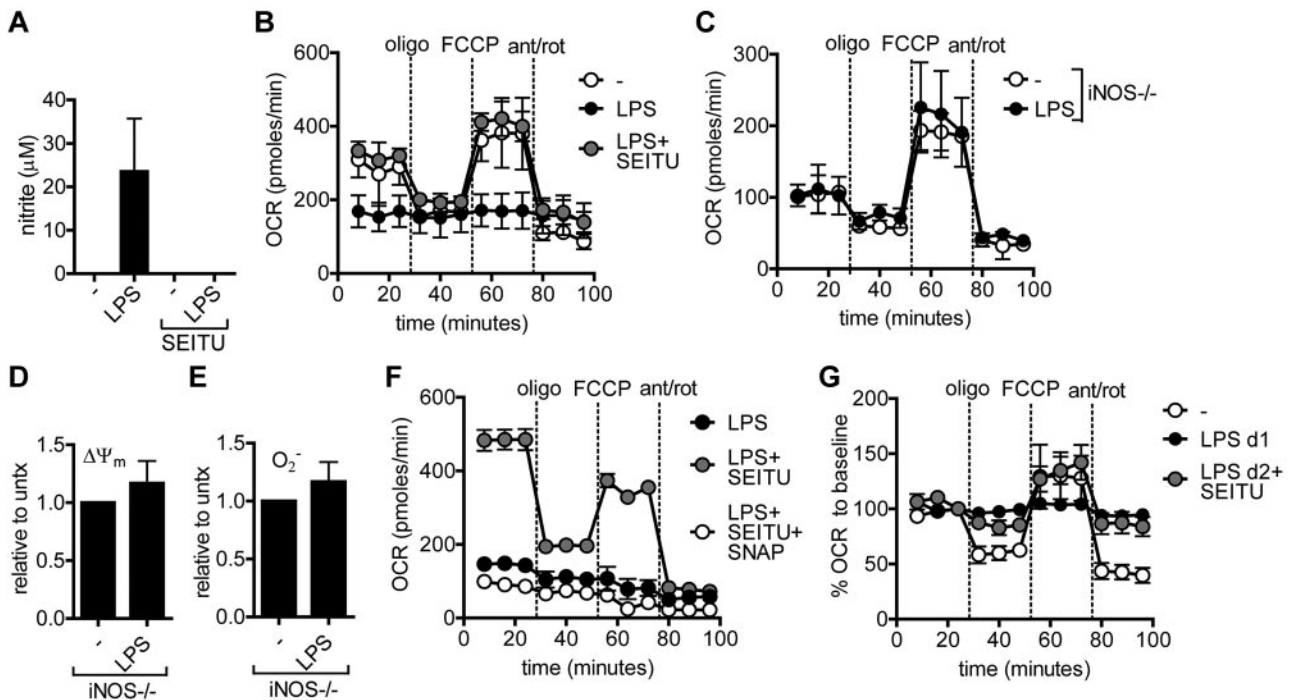 A
nitrite (µM)
40
30
20
10
0
-
LPS
-
LPS
SEITU
B
oligo FCCP ant/rot
OCR (pmoles/min)
600
400
200
0
0 20 40 60 80 100
time (minutes)
-
LPS
LPS+
SEITU
C
oligo FCCP ant/rot
OCR (pmoles/min)
300
200
100
0
0 20 40 60 80 100
time (minutes)
-
LPS
iNOS-/-
D
relative to untx
1.5
1.0
0.5
0.0
ΔΨm
-
LPS
iNOS-/-
E
relative to untx
1.5
1.0
0.5
0.0
O2-
-
LPS
iNOS-/-
F
oligo FCCP ant/rot
OCR (pmoles/min)
600
400
200
0
0 20 40 60 80 100
time (minutes)
LPS
LPS+
SEITU
LPS+
SEITU+
SNAP
G
oligo FCCP ant/rot
% OCR to baseline
200
150
100
50
0
0 20 40 60 80 100
time (minutes)
-
LPS d1
LPS d2+
SEITU